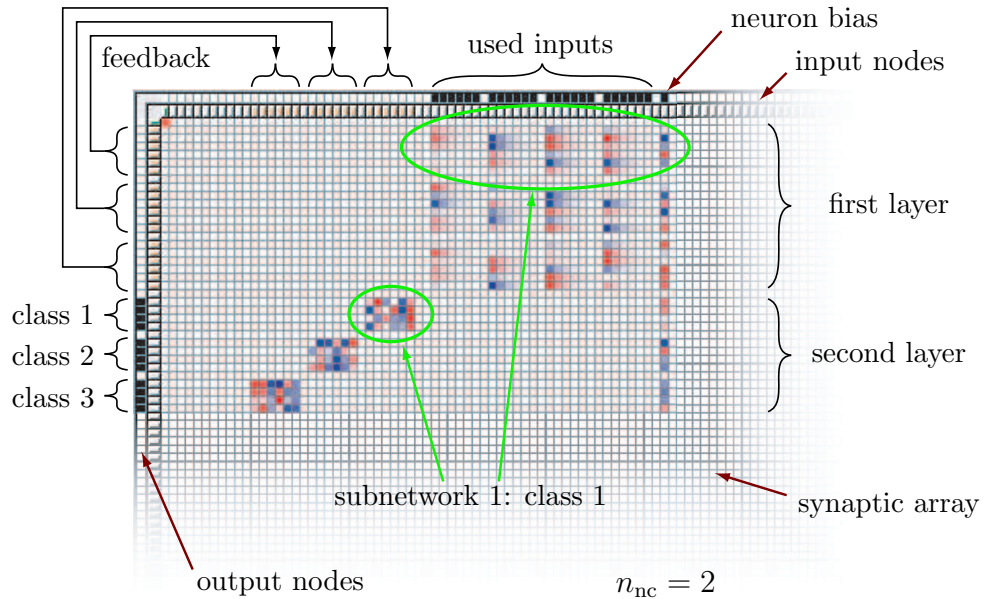 neuron bias
used inputs
feedback
input nodes
first layer
class 1
class 2
second layer
class 3
subnetwork 1: class 1
synaptic array
output nodes
n_nc = 2